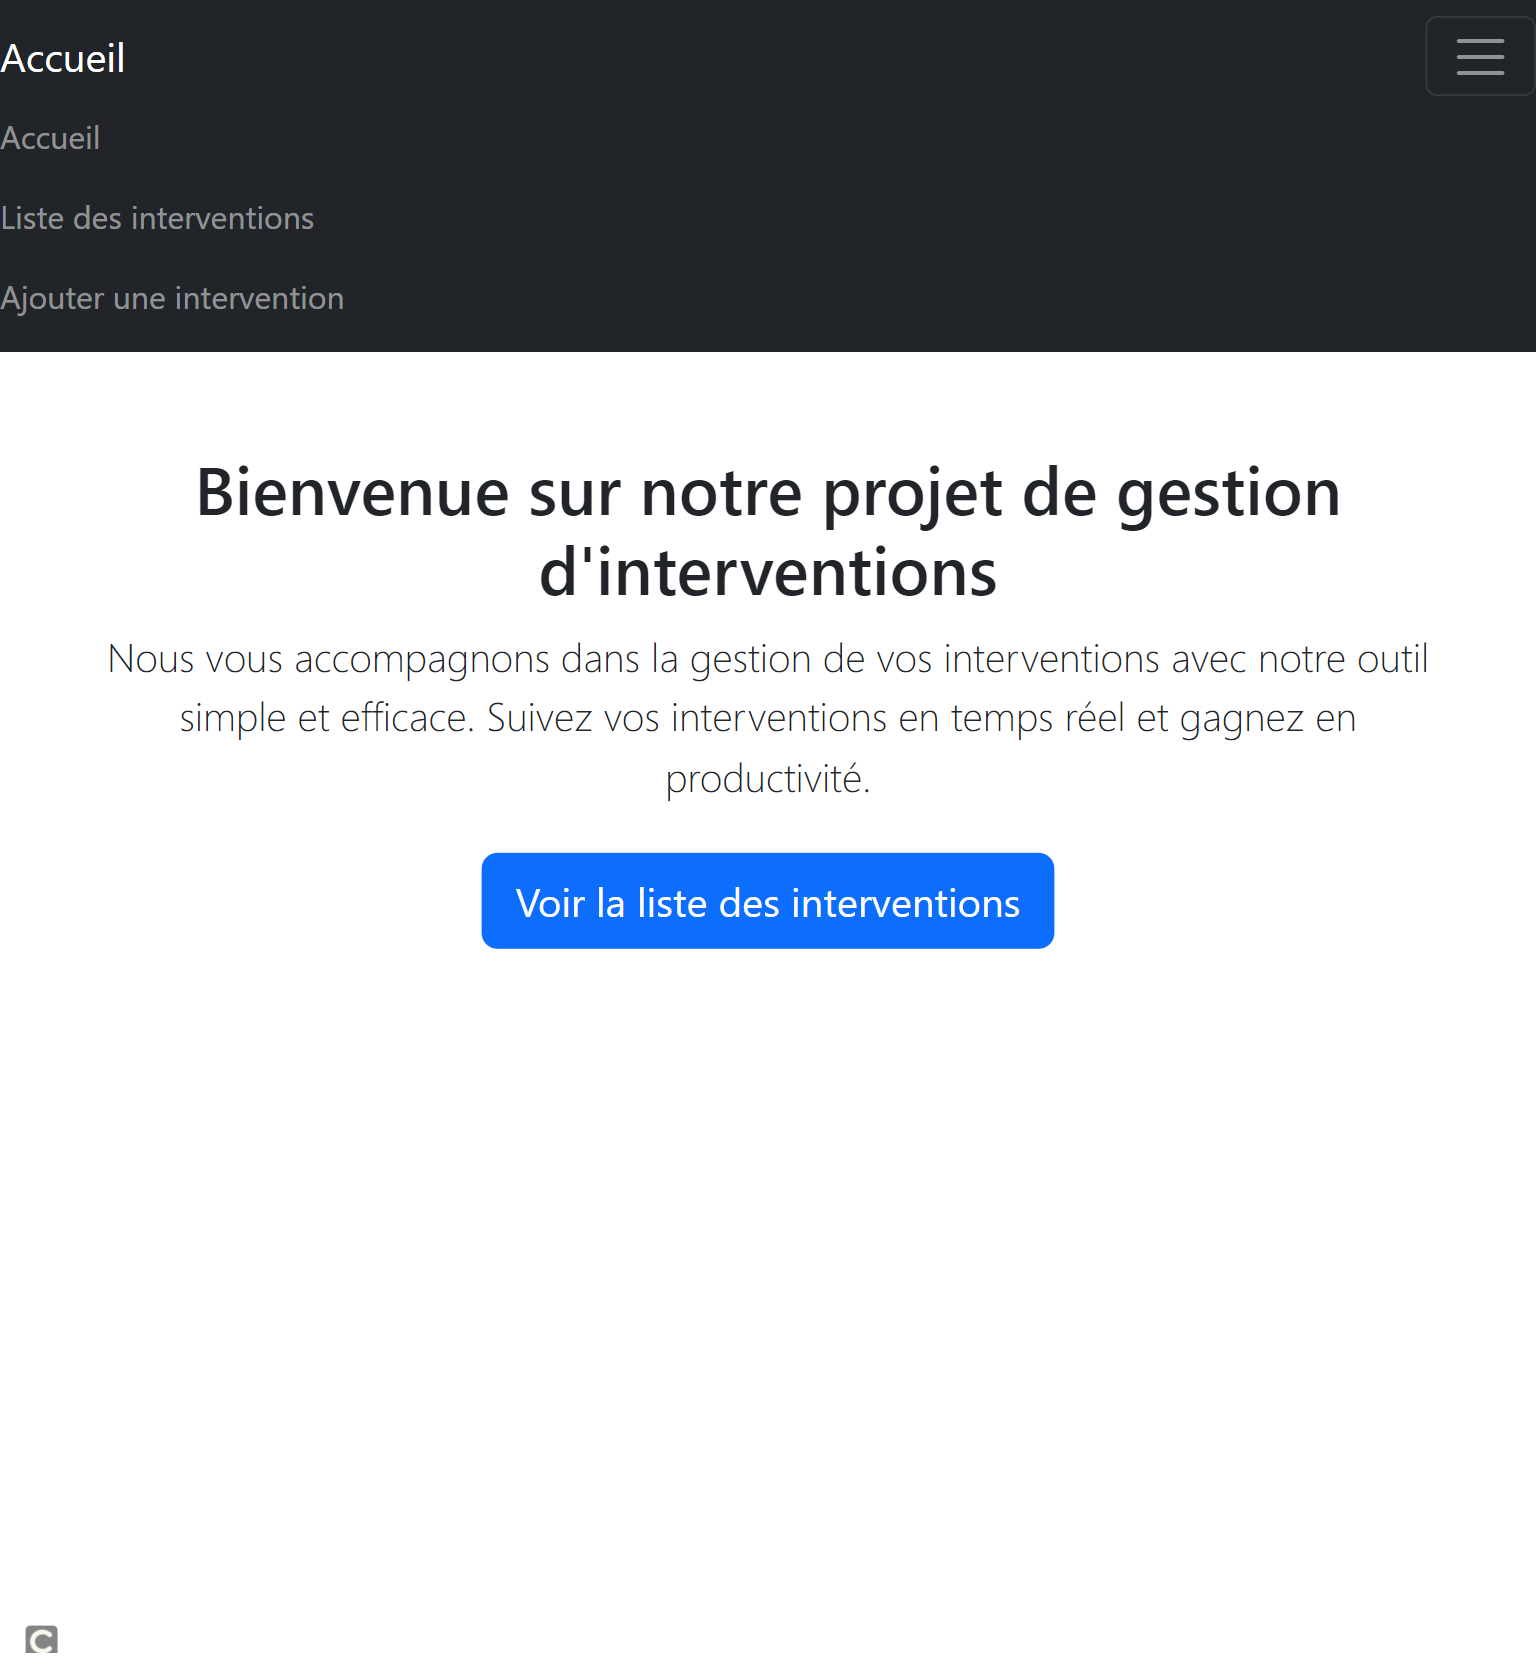 Accueil
Accueil
Liste des interventions
Ajouter une intervention
Bienvenue sur notre projet de gestion
d'interventions
Nous vous accompagnons dans la gestion de vos interventions avec notre outil
simple et efficace. Suivez vos interventions en temps réel et gagnez en
productivité.
Voir la liste des interventions
C